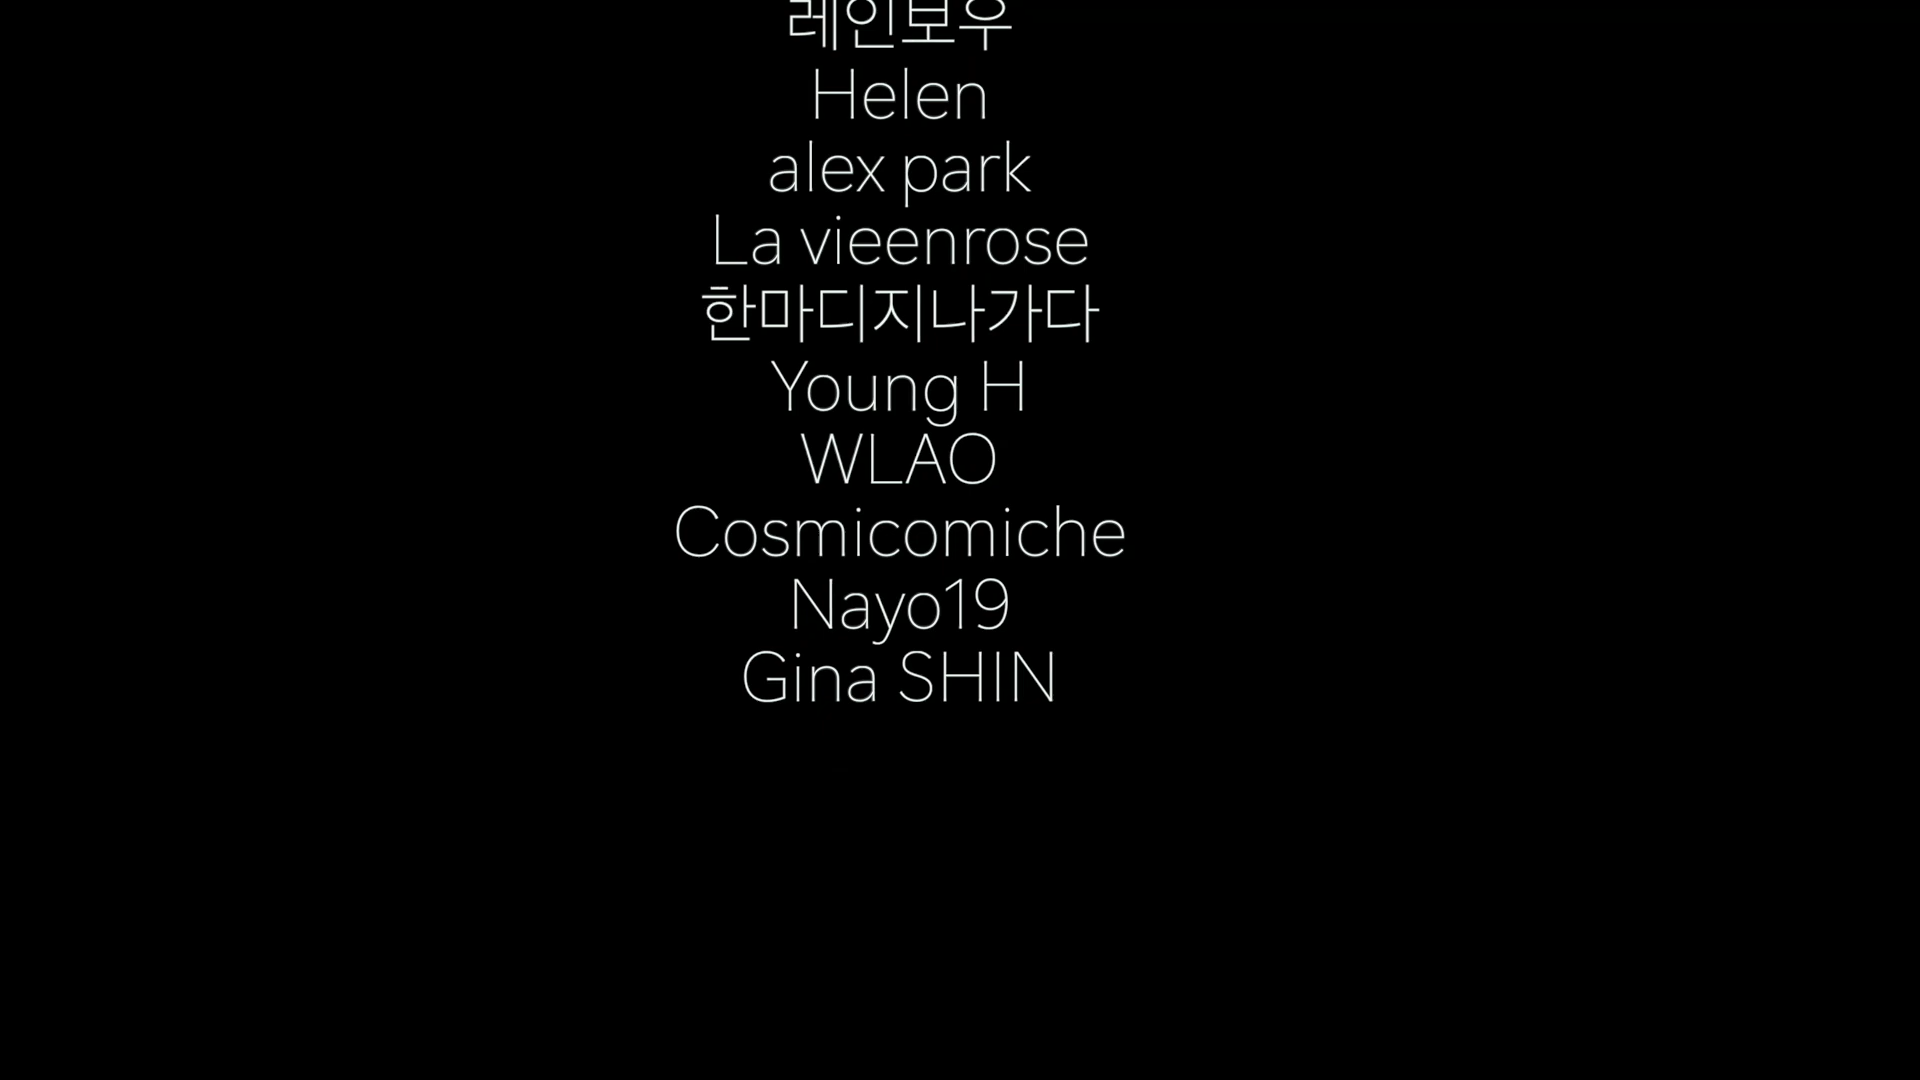 레인보우
Helen
alex park
La vieenrose
한마디지나가다
Young H
WLAO
Cosmicomiche
Nayo19
Gina SHIN